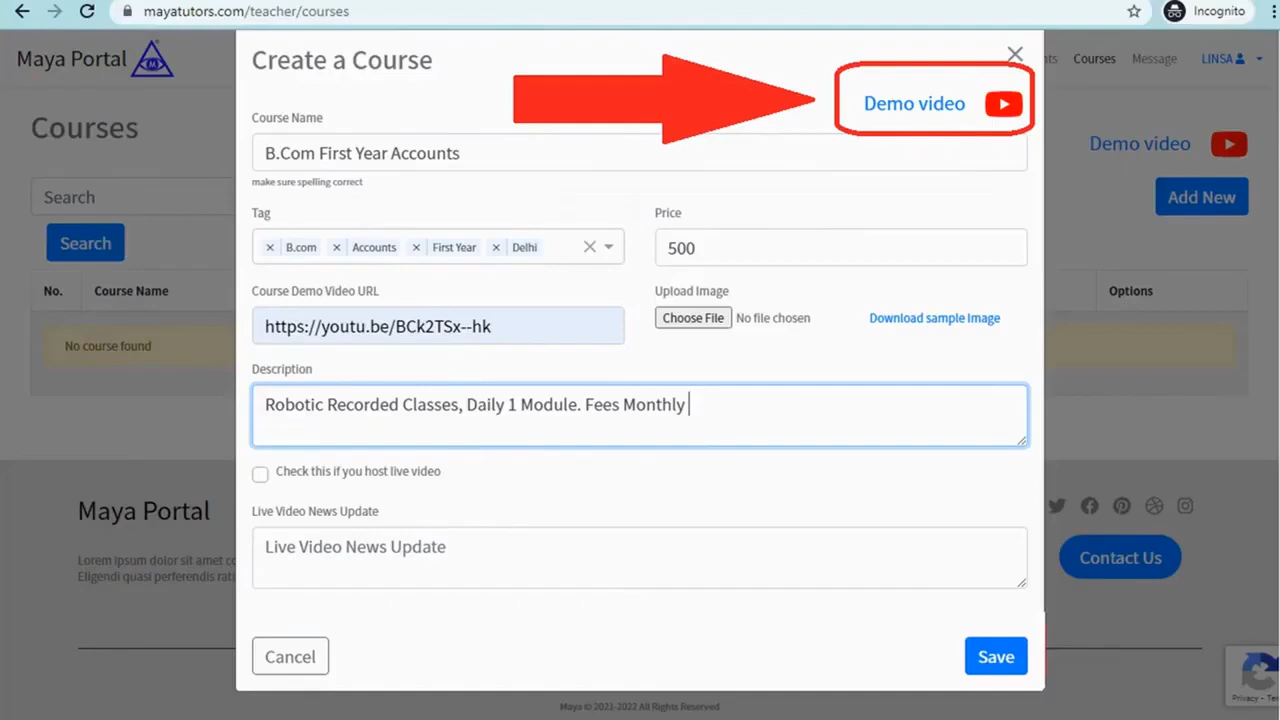 mayatutors.com/teacher/courses
Incognito
Maya Portal
Create a Course
nts Courses Message LINSA
Demo video
Courses
Course Name
B.Com First Year Accounts
make sure spelling correct
Demo video
Search
Add New
Search
Tag
Price
× B.com × Accounts × First Year × Delhi
500
No. Course Name
Options
Course Demo Video URL
Upload Image
https://youtu.be/BCk2TSx--hk
Choose File No file chosen
Download sample Image
No course found
Description
Robotic Recorded Classes, Daily 1 Module. Fees Monthly
Check this if you host live video
Maya Portal
Live Video News Update
Live Video News Update
Lorem ipsum dolor sit amet co
Eligendi quasi perferendis rati
Contact Us
Cancel
Save
Privacy - Te
Maya © 2021-2022 All Rights Reserved